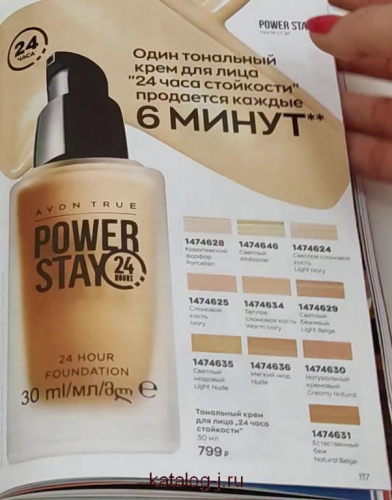 24
ЧАСА
POWER STAY
Один тональный
крем для лица
"24 часа стойкости"
продается каждые
6 МИНУТ**
AVON TRUE
POWER
STAY
24
HOURS
24 HOUR
FOUNDATION
30 ml/мл/მლ e
1474628
Королевский
фарфор
Porcelain
1474646
Светлый
Alabaster
1474624
Светлая слоновая
кость
Light Ivory
1474625
Слоновая
кость
Ivory
1474634
Теплая
слоновая кость
Warm Ivory
1474629
Светлый
бежевый
Light Beige
1474635
Светлый
медовый
Light Nude
1474636
Мягкий мед
Nude
1474630
Натуральный
кремовый
Creamy Natural
Тональный крем
для лица „24 часа
стойкости"
30 мл
799 ₽
1474631
Естественный
беж
Natural Beige
117
katalog-j.ru